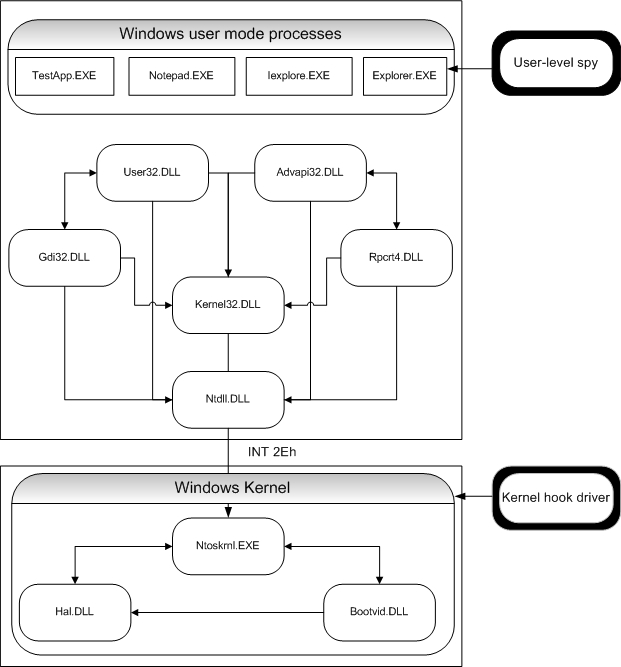 Windows user mode processes
TestApp.EXE
Notepad.EXE
Iexplore.EXE
Explorer.EXE
User-level spy
User32.DLL
Advapi32.DLL
Gdi32.DLL
Rpcrt4.DLL
Kernel32.DLL
Ntdll.DLL
INT 2Eh
Windows Kernel
Kernel hook driver
Ntoskrnl.EXE
Hal.DLL
Bootvid.DLL